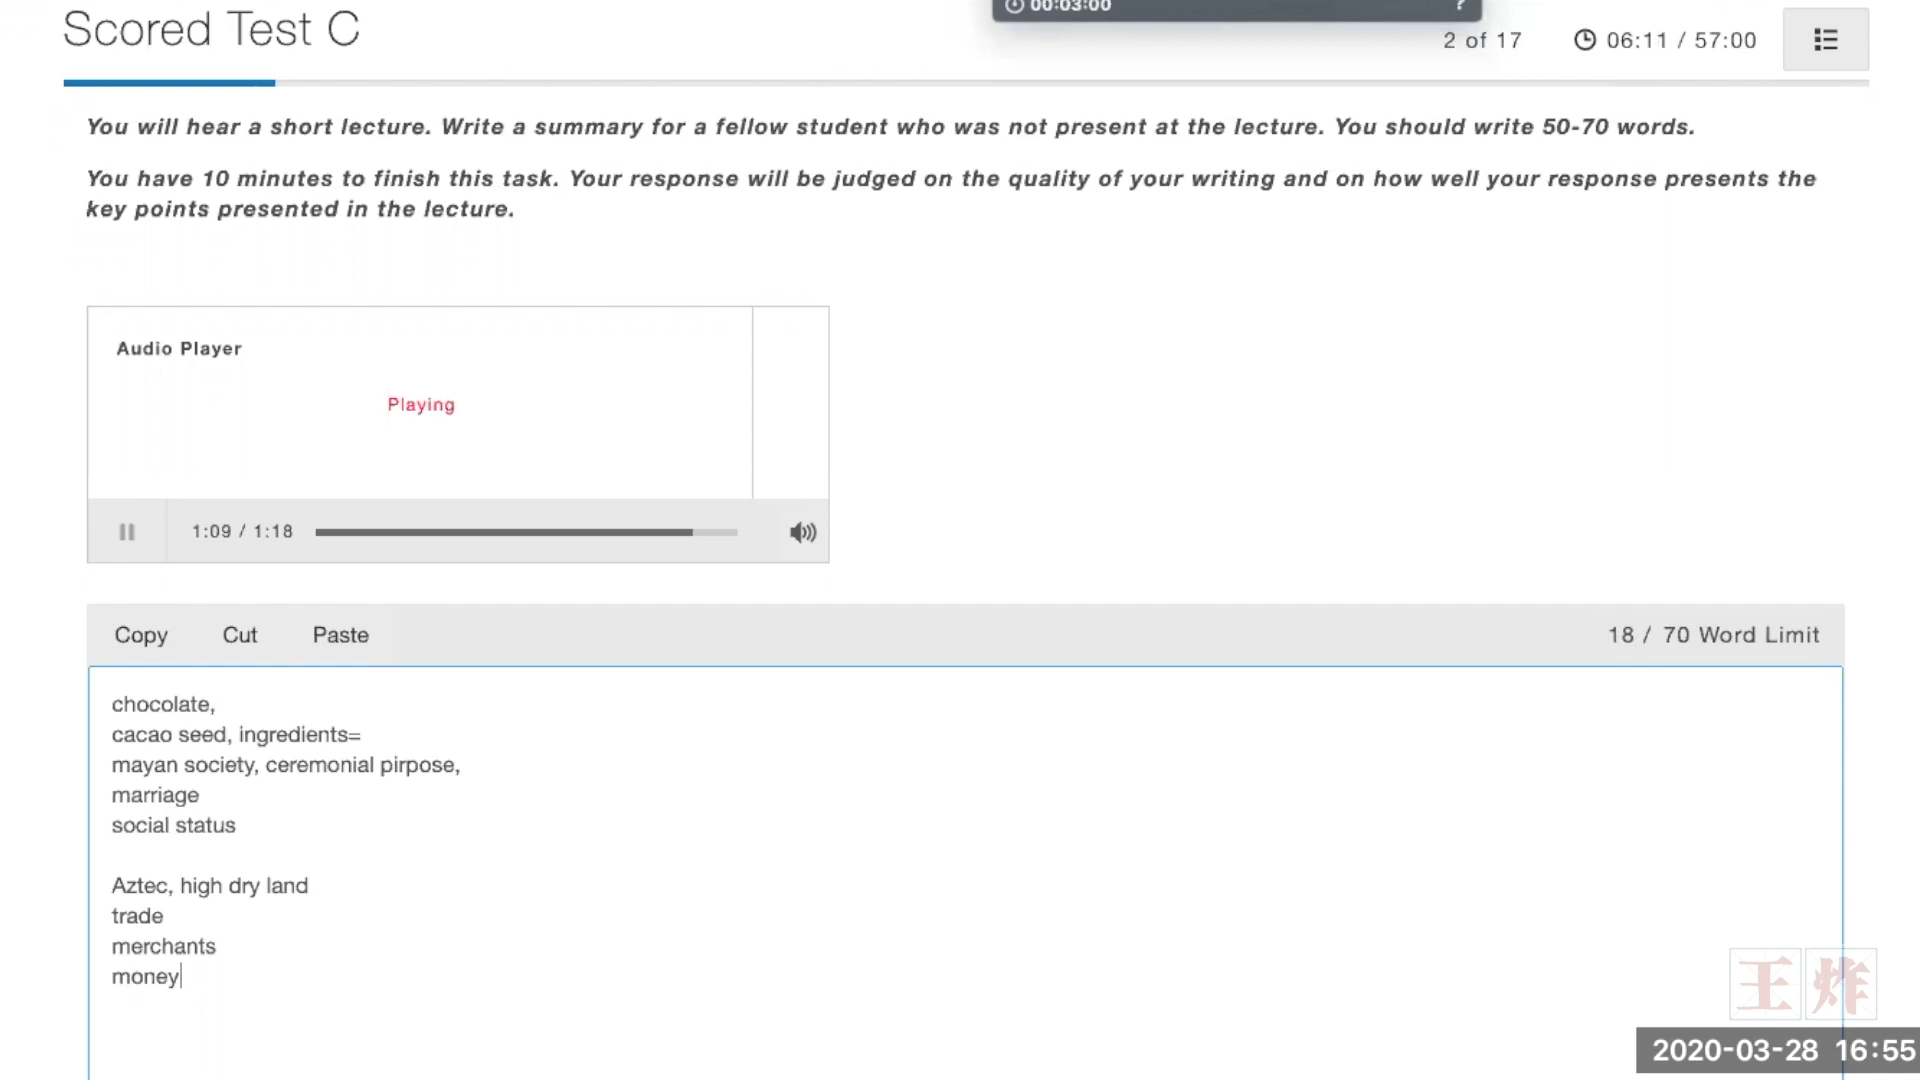 Scored Test C
00:03:00
?
2 of 17
06:11 / 57:00
You will hear a short lecture. Write a summary for a fellow student who was not present at the lecture. You should write 50-70 words.
You have 10 minutes to finish this task. Your response will be judged on the quality of your writing and on how well your response presents the
key points presented in the lecture.
Audio Player
Playing
1:09 / 1:18
Copy Cut Paste
18 / 70 Word Limit
chocolate,
cacao seed, ingredients=
mayan society, ceremonial pirpose,
marriage
social status
Aztec, high dry land
trade
merchants
money
王炸
2020-03-28 16:55